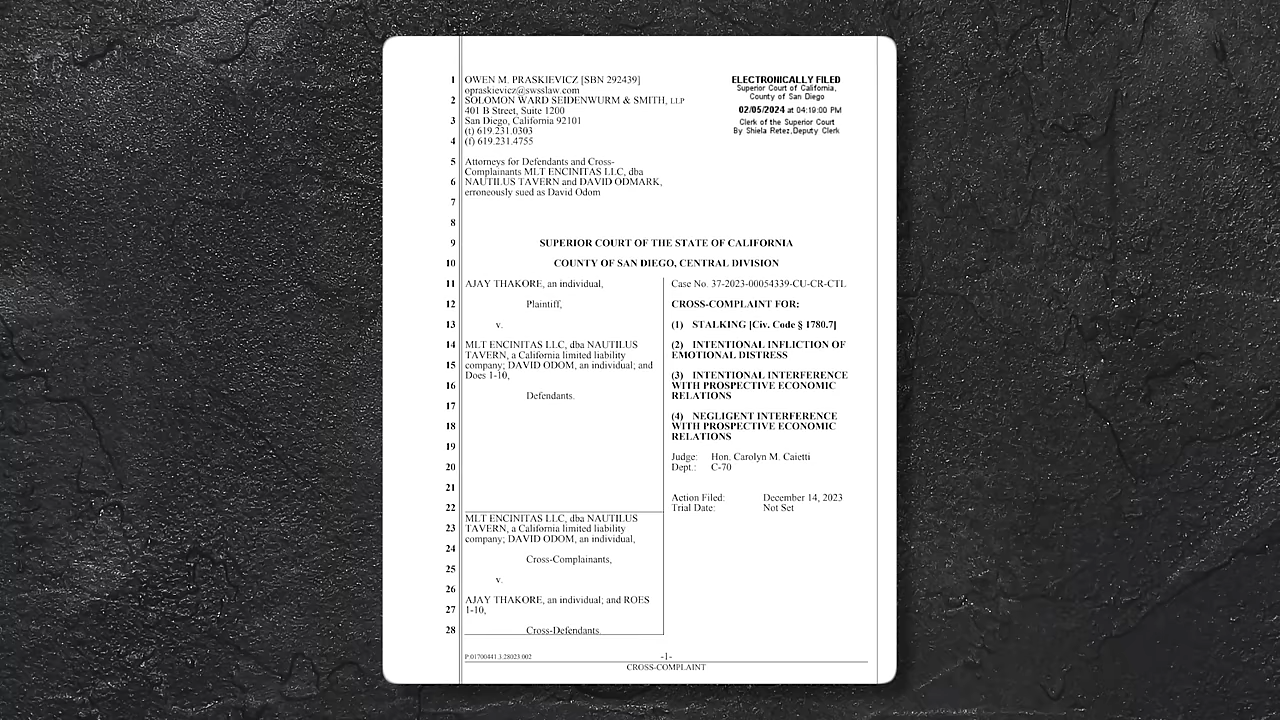 1 OWEN M. PRASKIEVICZ [SBN 292439]
opraskievicz@swsslaw.com
2 SOLOMON WARD SEIDENWURM & SMITH, LLP
401 B Street, Suite 1200
3 San Diego, California 92101
(t) 619.231.0303
4 (f) 619.231.4755
ELECTRONICALLY FILED
Superior Court of California,
County of San Diego
02/05/2024 at 04:19:00 PM
Clerk of the Superior Court
By Shiela Retez,Deputy Clerk
5 Attorneys for Defendants and Cross-
Complainants MLT ENCINITAS LLC, dba
6 NAUTILUS TAVERN and DAVID ODMARK,
erroneously sued as David Odom
7
8
9 SUPERIOR COURT OF THE STATE OF CALIFORNIA
10 COUNTY OF SAN DIEGO, CENTRAL DIVISION
11 AJAY THAKORE, an individual,
12 Plaintiff,
13 v.
14 MLT ENCINITAS LLC, dba NAUTILUS
TAVERN, a California limited liability
15 company; DAVID ODOM, an individual; and
Does 1-10,
16
Defendants.
17
18
19
20
21
22
MLT ENCINITAS LLC, dba NAUTILUS
23 TAVERN, a California limited liability
company; DAVID ODOM, an individual,
24
Cross-Complainants,
25
v.
26
AJAY THAKORE, an individual; and ROES
27 1-10,
28 Cross-Defendants.
Case No. 37-2023-00054339-CU-CR-CTL
CROSS-COMPLAINT FOR:
(1) STALKING [Civ. Code § 1780.7]
(2) INTENTIONAL INFLICTION OF
EMOTIONAL DISTRESS
(3) INTENTIONAL INTERFERENCE
WITH PROSPECTIVE ECONOMIC
RELATIONS
(4) NEGLIGENT INTERFERENCE
WITH PROSPECTIVE ECONOMIC
RELATIONS
Judge: Hon. Carolyn M. Caietti
Dept.: C-70
Action Filed: December 14, 2023
Trial Date: Not Set
P:01700441.3:28023.002
-1-
CROSS-COMPLAINT